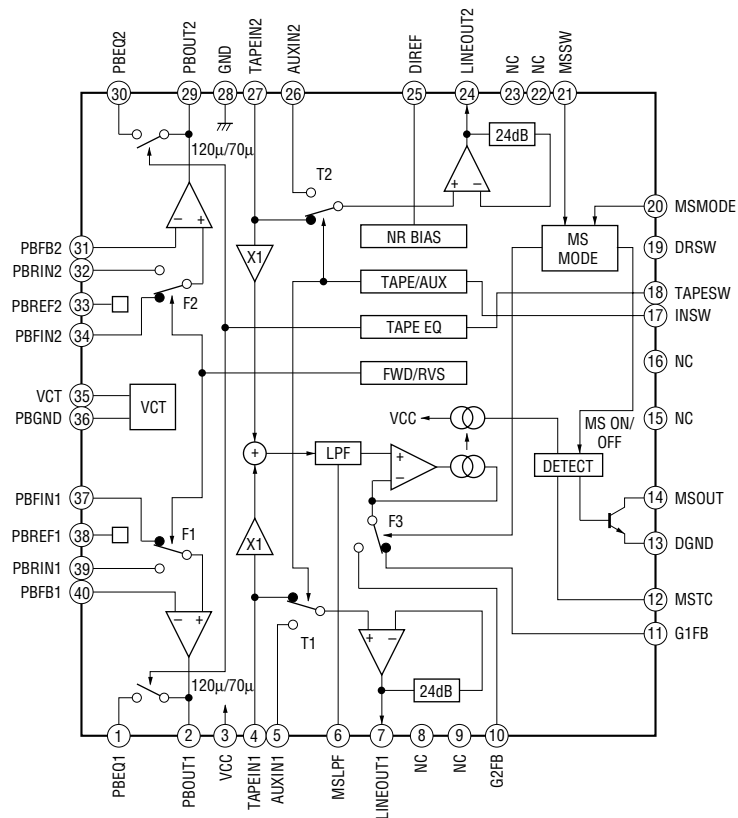 PBEQ2
PBOUT2
GND
TAPEIN2
AUXIN2
DIREF
LINEOUT2
NC
NC
MSSW
30
29
28
27
26
25
24
23
22
21
120μ/70μ
24dB
T2
+
−
20
MSMODE
PBFB2
31
−
+
NR BIAS
MS
MODE
19
DRSW
PBRIN2
32
X1
TAPE/AUX
18
TAPESW
PBREF2
33
F2
17
INSW
PBFIN2
34
TAPE EQ
16
NC
FWD/RVS
VCT
35
VCT
PBGND
36
VCC
MS ON/
OFF
15
NC
+
LPF
+
−
DETECT
PBFIN1
37
14
MSOUT
PBREF1
38
F1
X1
F3
13
DGND
PBRIN1
39
PBFB1
40
12
MSTC
−
+
T1
+
−
11
G1FB
120μ/70μ
24dB
1
2
3
4
5
6
7
8
9
10
PBEQ1
PBOUT1
VCC
TAPEIN1
AUXIN1
MSLPF
LINEOUT1
NC
NC
G2FB